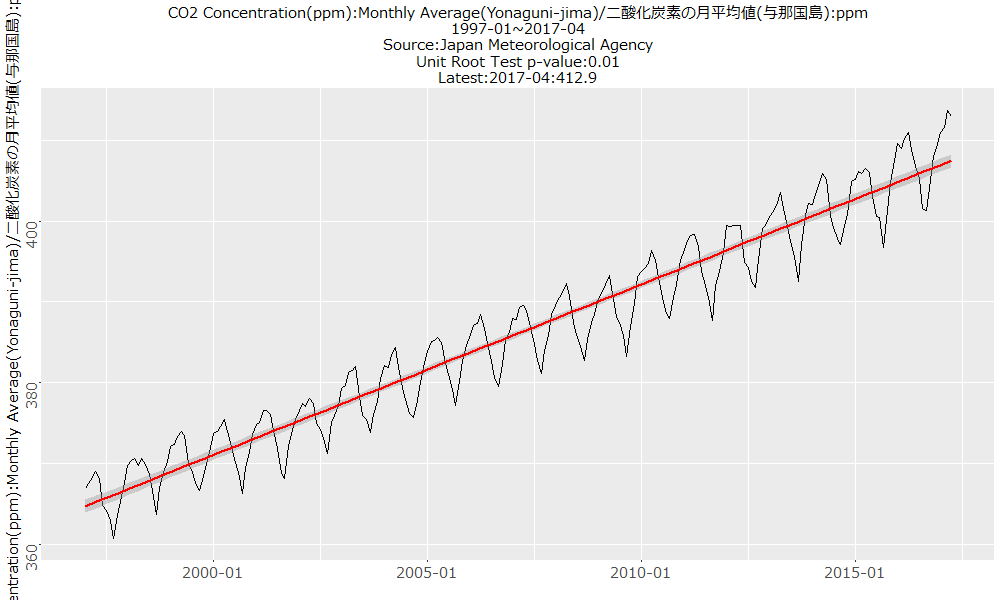 CO2 Concentration(ppm):Monthly Average(Yonaguni-jima)/二酸化炭素の月平均値(与那国島):ppm
1997-01~2017-04
Source:Japan Meteorological Agency
Unit Root Test p-value:0.01
Latest:2017-04:412.9
entration(ppm):Monthly Average(Yonaguni-jima)/二酸化炭素の月平均値(与那国島):p
400
380
360
2000-01
2005-01
2010-01
2015-01